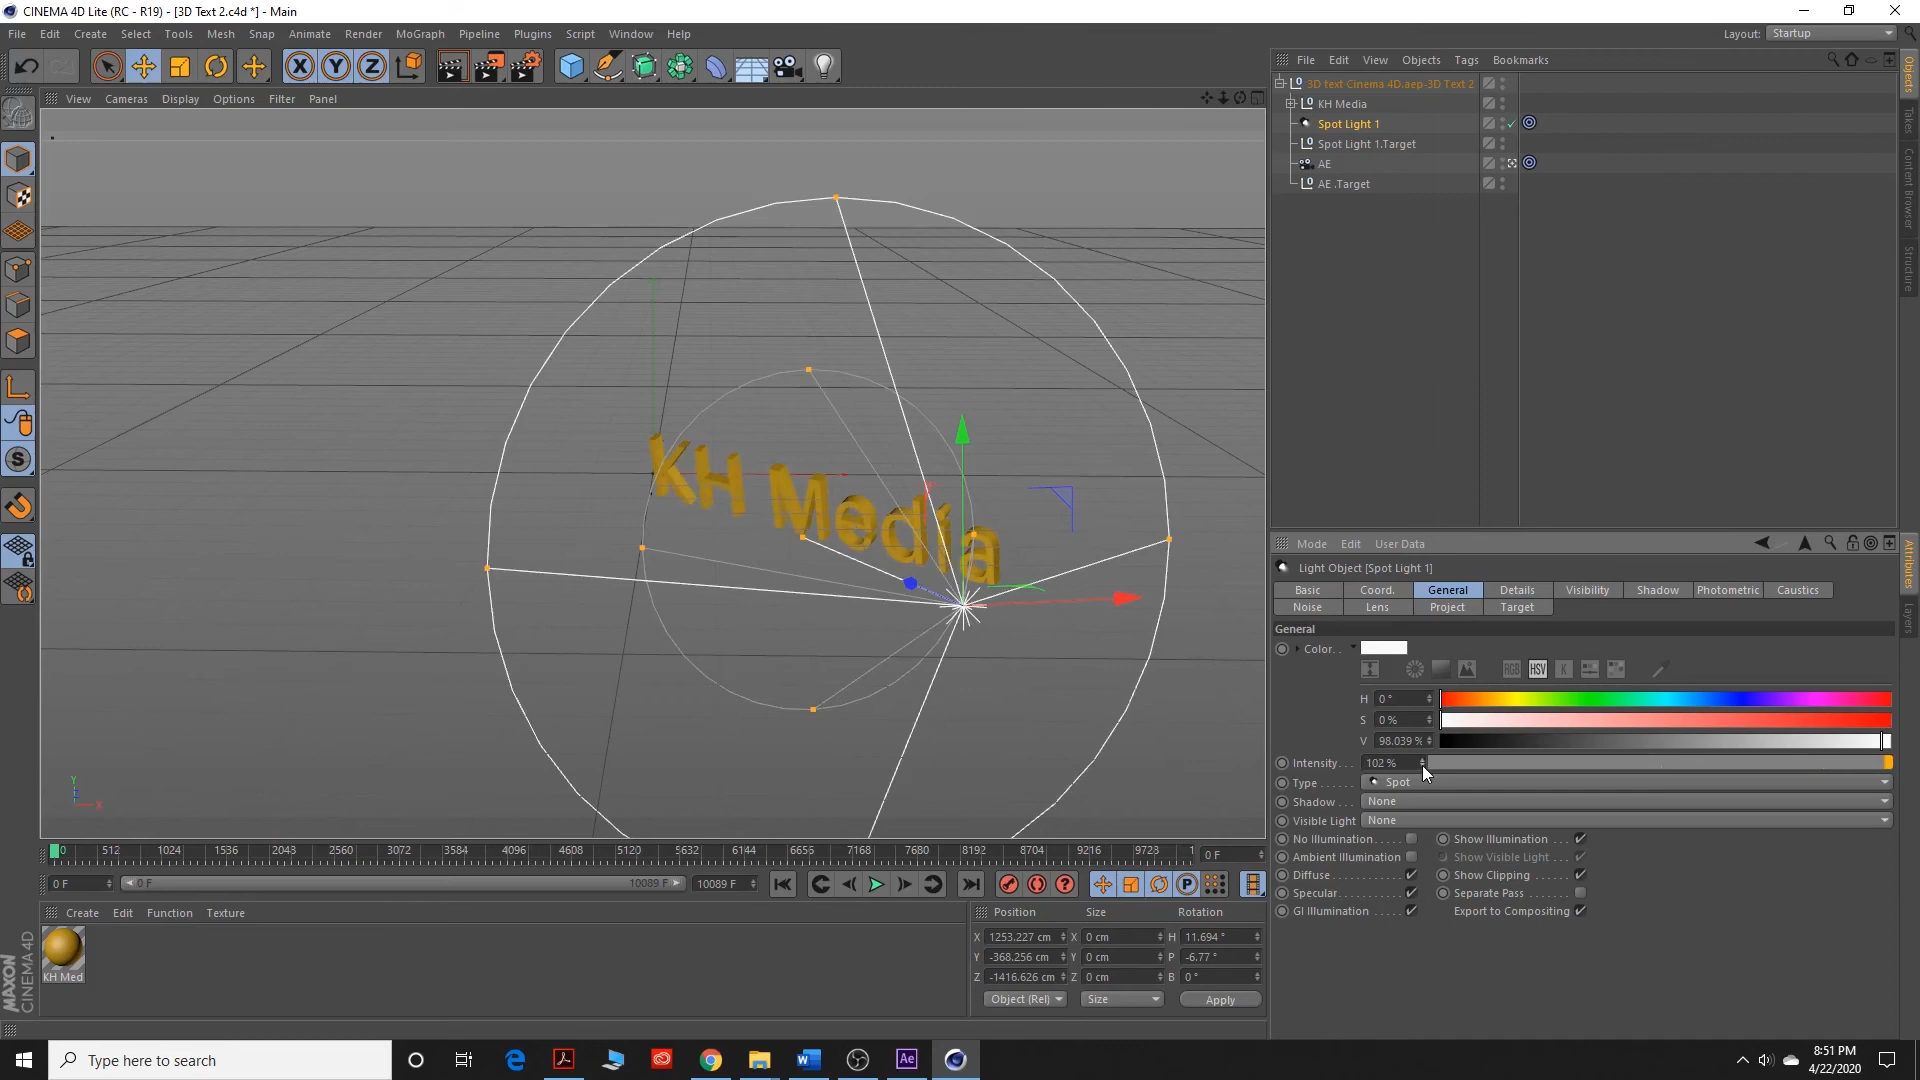 CINEMA 4D Lite (RC - R19) - [3D Text 2.c4d *] - Main
File Edit Create Select Tools Mesh Snap Animate Render MoGraph Pipeline Plugins Script Window Help
Layout: Startup
View Cameras Display Options Filter Panel
KH Media
Y
X
0 512 1024 1536 2043 2560 3072 3584 4096 4608 5120 5632 6144 6655 7168 7680 8192 8704 9216 9723 1
0 F
0 F 0 F 10089 F 10089 F
Create Edit Function Texture
KH Med
MAXON
CINEMA 4D
Position Size Rotation
X 1253.227 cm X 0 cm H 11.694 °
Y -368.256 cm Y 0 cm P -6.77 °
Z -1416.626 cm Z 0 cm B 0 °
Object (Rel) Size Apply
File Edit View Objects Tags Bookmarks
3D text Cinema 4D.aep-3D Text 2
KH Media
Spot Light 1
Spot Light 1.Target
AE
AE .Target
Objects
Takes
Content Browser
Structure
Mode Edit User Data
Light Object [Spot Light 1]
Basic Coord. General Details Visibility Shadow Photometric Caustics
Noise Lens Project Target
General
Color. .
RGB HSV K
H 0 °
S 0 %
V 98.039 %
Intensity. . . 102 %
Type . . . . . . Spot
Shadow . . . None
Visible Light None
No Illumination. . . . Show Illumination . . .
Ambient Illumination Show Visible Light . .
Diffuse. . . . . . . . . . . Show Clipping . . . . . .
Specular. . . . . . . . . . Separate Pass . . . . .
GI Illumination . . . . . Export to Compositing
Attributes
Layers
Type here to search
Ae
8:51 PM
4/22/2020